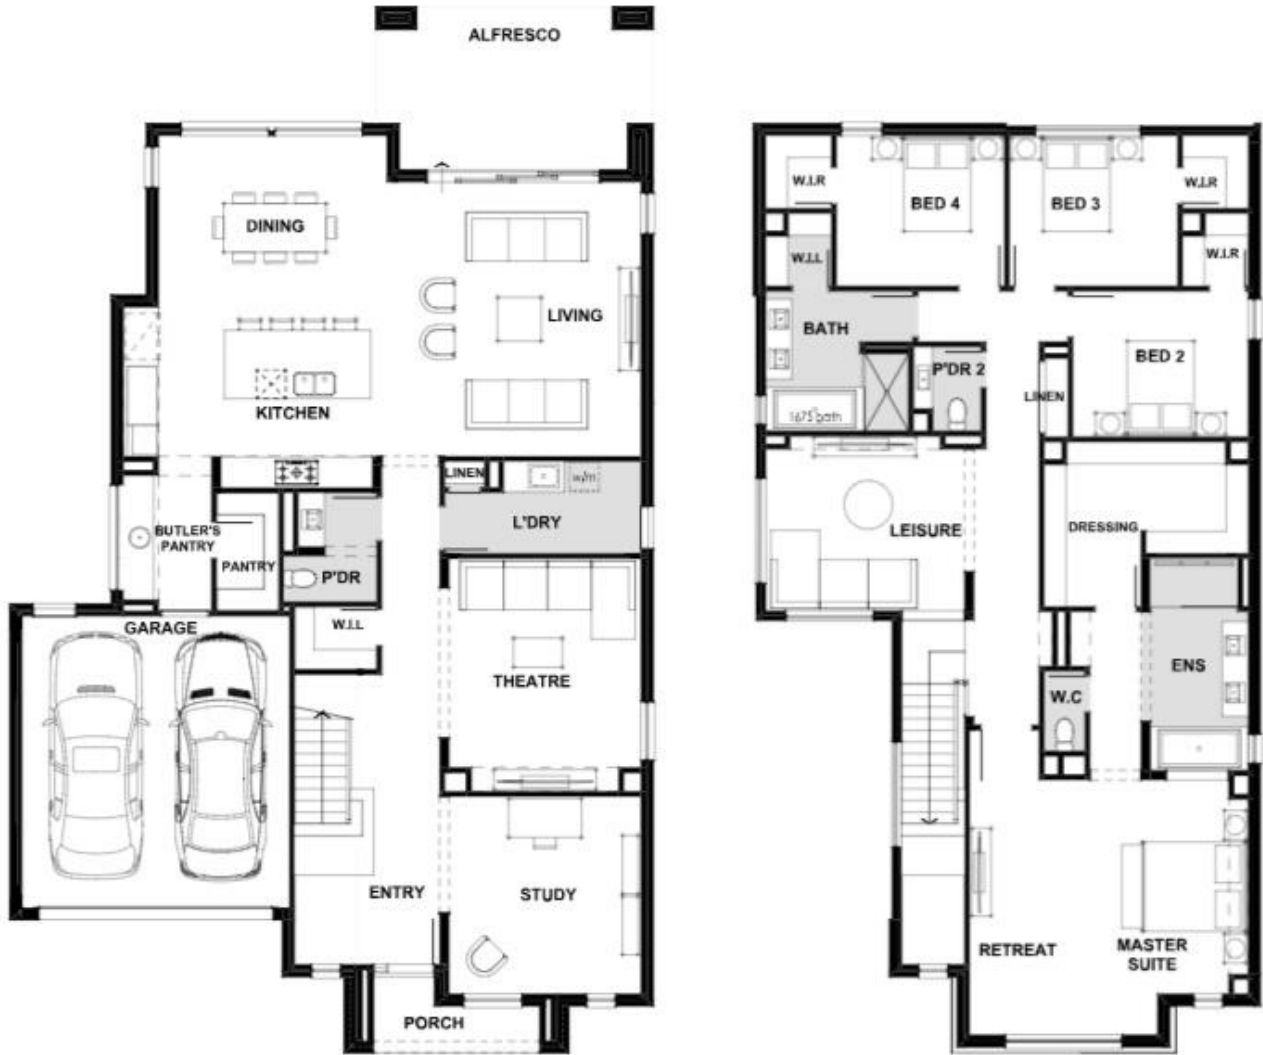 ALFRESCO
DINING
LIVING
KITCHEN
LINEN
w/m
BUTLER'S
PANTRY
PANTRY
L'DRY
P'DR
W.I.L
GARAGE
THEATRE
ENTRY
STUDY
PORCH
W.I.R
BED 4
BED 3
W.I.R
W.I.L
W.I.R
BATH
P'DR 2
BED 2
LINEN
1675 bath
LEISURE
DRESSING
ENS
W.C
RETREAT
MASTER
SUITE